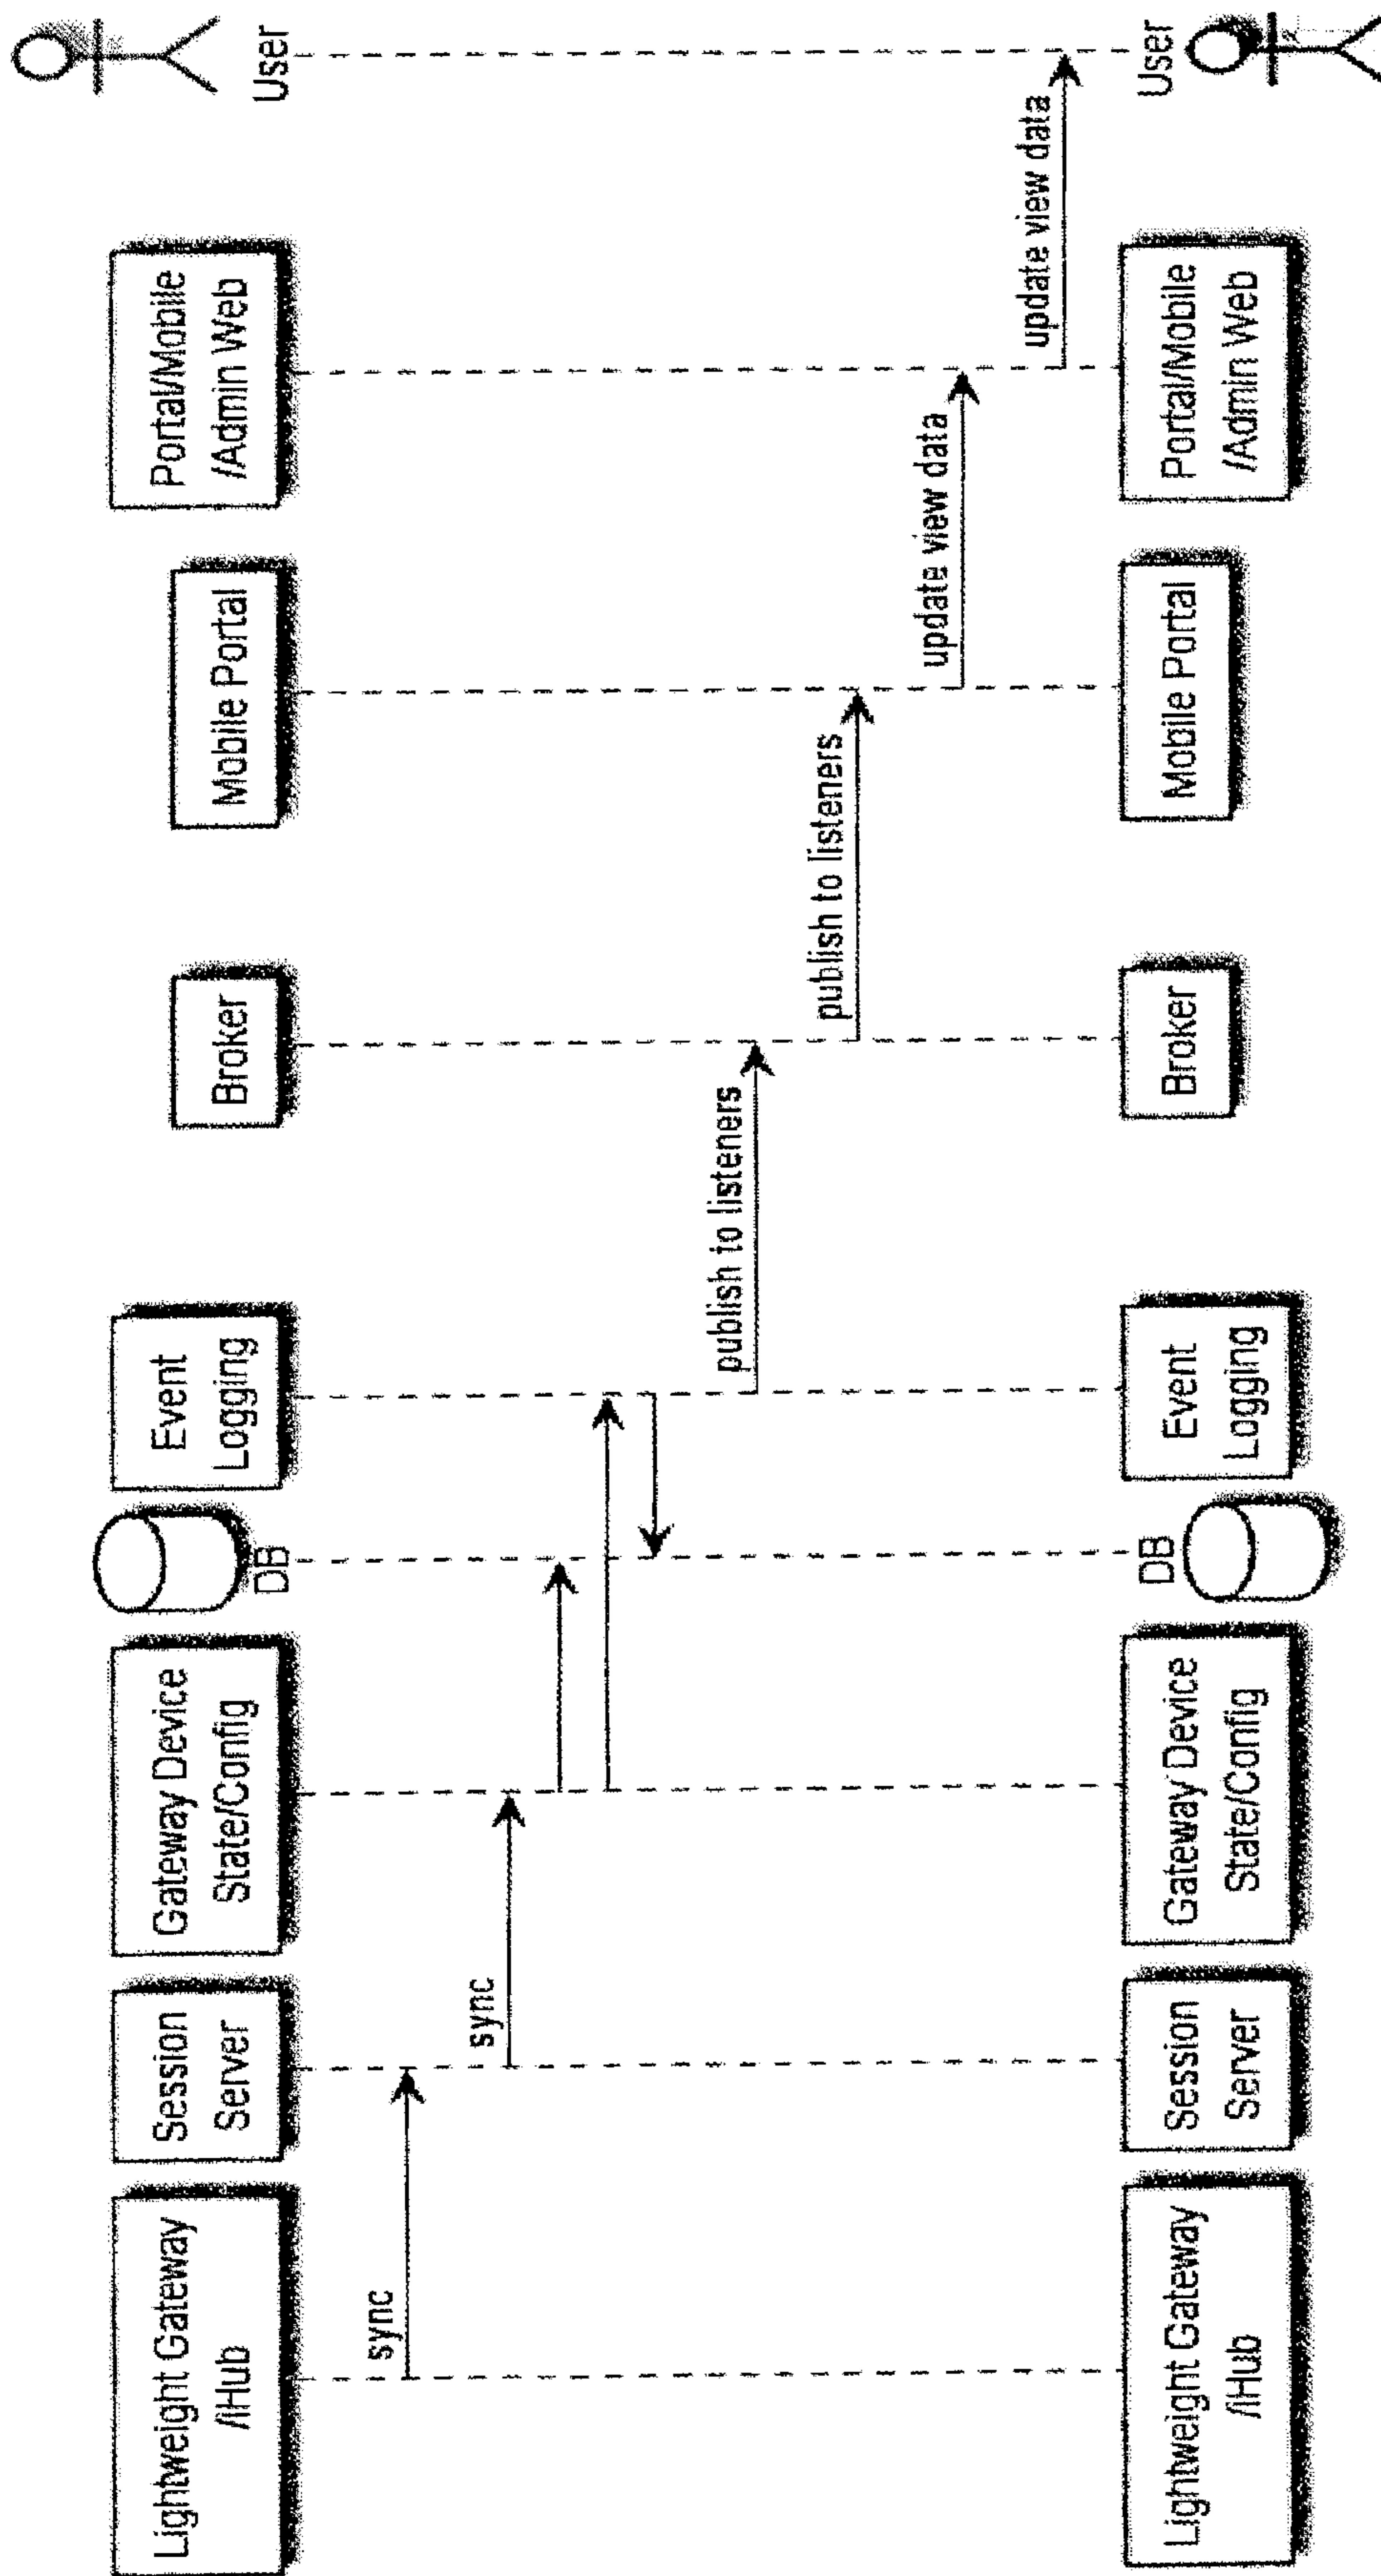 Lightweight Gateway
/iHub
Session
Server
Gateway Device
State/Config
DB
Event
Logging
Broker
Mobile Portal
Portal/Mobile
/Admin Web
User
sync
sync
publish to listeners
publish to listeners
update view data
update view data
Lightweight Gateway
/iHub
Session
Server
Gateway Device
State/Config
DB
Event
Logging
Broker
Mobile Portal
Portal/Mobile
/Admin Web
User